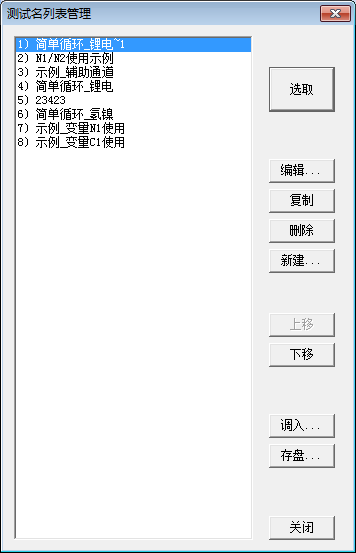 测试名列表管理
1) 简单循环_锂电~1
2) N1/N2使用示例
3) 示例_辅助通道
4) 简单循环_锂电
5) 23423
6) 简单循环_氢镍
7) 示例_变量N1使用
8) 示例_变量C1使用
选取
编辑...
复制
删除
新建...
上移
下移
调入...
存盘...
关闭